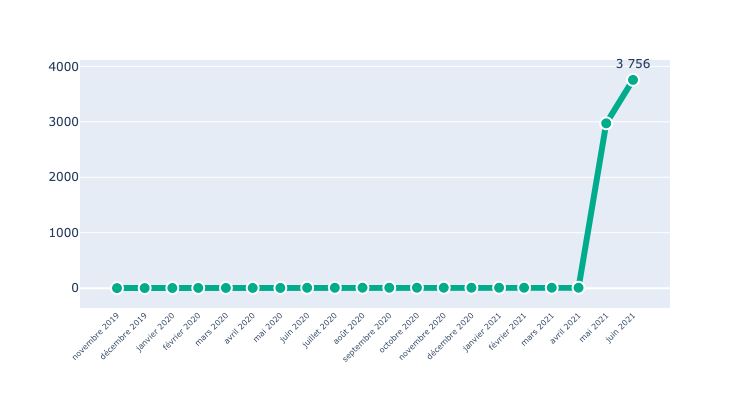 3 756
4000
3000
2000
1000
0
novembre 2019
décembre 2019
janvier 2020
février 2020
mars 2020
avril 2020
mai 2020
juin 2020
juillet 2020
août 2020
septembre 2020
octobre 2020
novembre 2020
décembre 2020
janvier 2021
février 2021
mars 2021
avril 2021
mai 2021
juin 2021